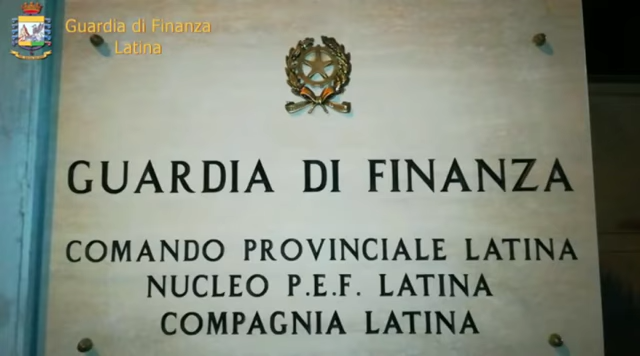 Guardia di Finanza
Latina
GUARDIA DI FINANZA
COMANDO PROVINCIALE LATINA
NUCLEO P.E.F. LATINA
COMPAGNIA LATINA